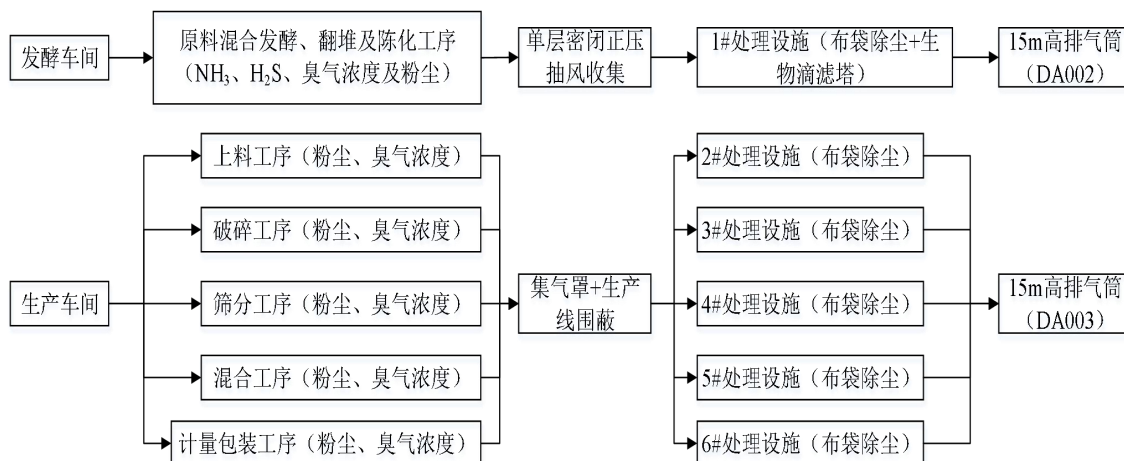 发酵车间
原料混合发酵、翻堆及陈化工序
（NH₃、H₂S、臭气浓度及粉尘）
单层密闭正压
抽风收集
1#处理设施（布袋除尘+生
物滴滤塔）
15m高排气筒
（DA002）
生产车间
上料工序（粉尘、臭气浓度）
破碎工序（粉尘、臭气浓度）
筛分工序（粉尘、臭气浓度）
混合工序（粉尘、臭气浓度）
计量包装工序（粉尘、臭气浓度）
集气罩+生产
线围蔽
2#处理设施（布袋除尘）
3#处理设施（布袋除尘）
4#处理设施（布袋除尘）
5#处理设施（布袋除尘）
6#处理设施（布袋除尘）
15m高排气筒
（DA003）